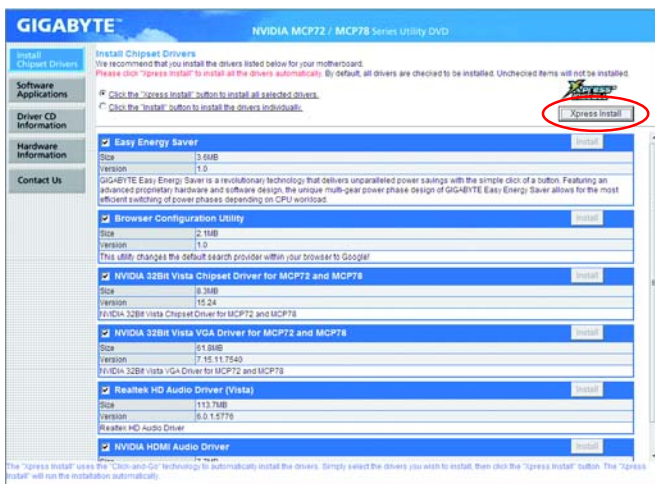 GIGABYTE™
NVIDIA MCP72 / MCP78 Series Utility DVD
Install
Chipset Drivers
Software
Applications
Driver CD
Information
Hardware
Information
Contact Us
Install Chipset Drivers
We recommend that you install the drivers listed below for your motherboard.
Please click "Xpress Install" to install all the drivers automatically. By default, all drivers are checked to be installed. Unchecked items will not be installed.
Click the "Xpress Install" button to install all selected drivers.
Click the "Install" button to install the drivers individually.
Xpress
Xpress Install
Easy Energy Saver
Install
Size 3.6MB
Version 1.0
GIGABYTE Easy Energy Saver is a revolutionary technology that delivers unparalleled power savings with the simple click of a button. Featuring an
advanced proprietary hardware and software design, the unique multi-gear power phase design of GIGABYTE Easy Energy Saver allows for the most
efficient switching of power phases depending on CPU workload.
Browser Configuration Utility
Install
Size 2.1MB
Version 1.0
This utility changes the default search provider within your browser to Google!
NVIDIA 32Bit Vista Chipset Driver for MCP72 and MCP78
Install
Size 8.3MB
Version 15.24
NVIDIA 32Bit Vista Chipset Driver for MCP72 and MCP78
NVIDIA 32Bit Vista VGA Driver for MCP72 and MCP78
Install
Size 61.8MB
Version 7.15.11.7540
NVIDIA 32Bit Vista VGA Driver for MCP72 and MCP78
Realtek HD Audio Driver (Vista)
Install
Size 113.7MB
Version 6.0.1.5776
Realtek HD Audio Driver
NVIDIA HDMI Audio Driver
Install
The "Xpress Install" uses the "Click-and-Go" technology to automatically install the drivers. Simply select the drivers you wish to install, then click the "Xpress Install" button. The "Xpress
Install" will run the installation automatically.